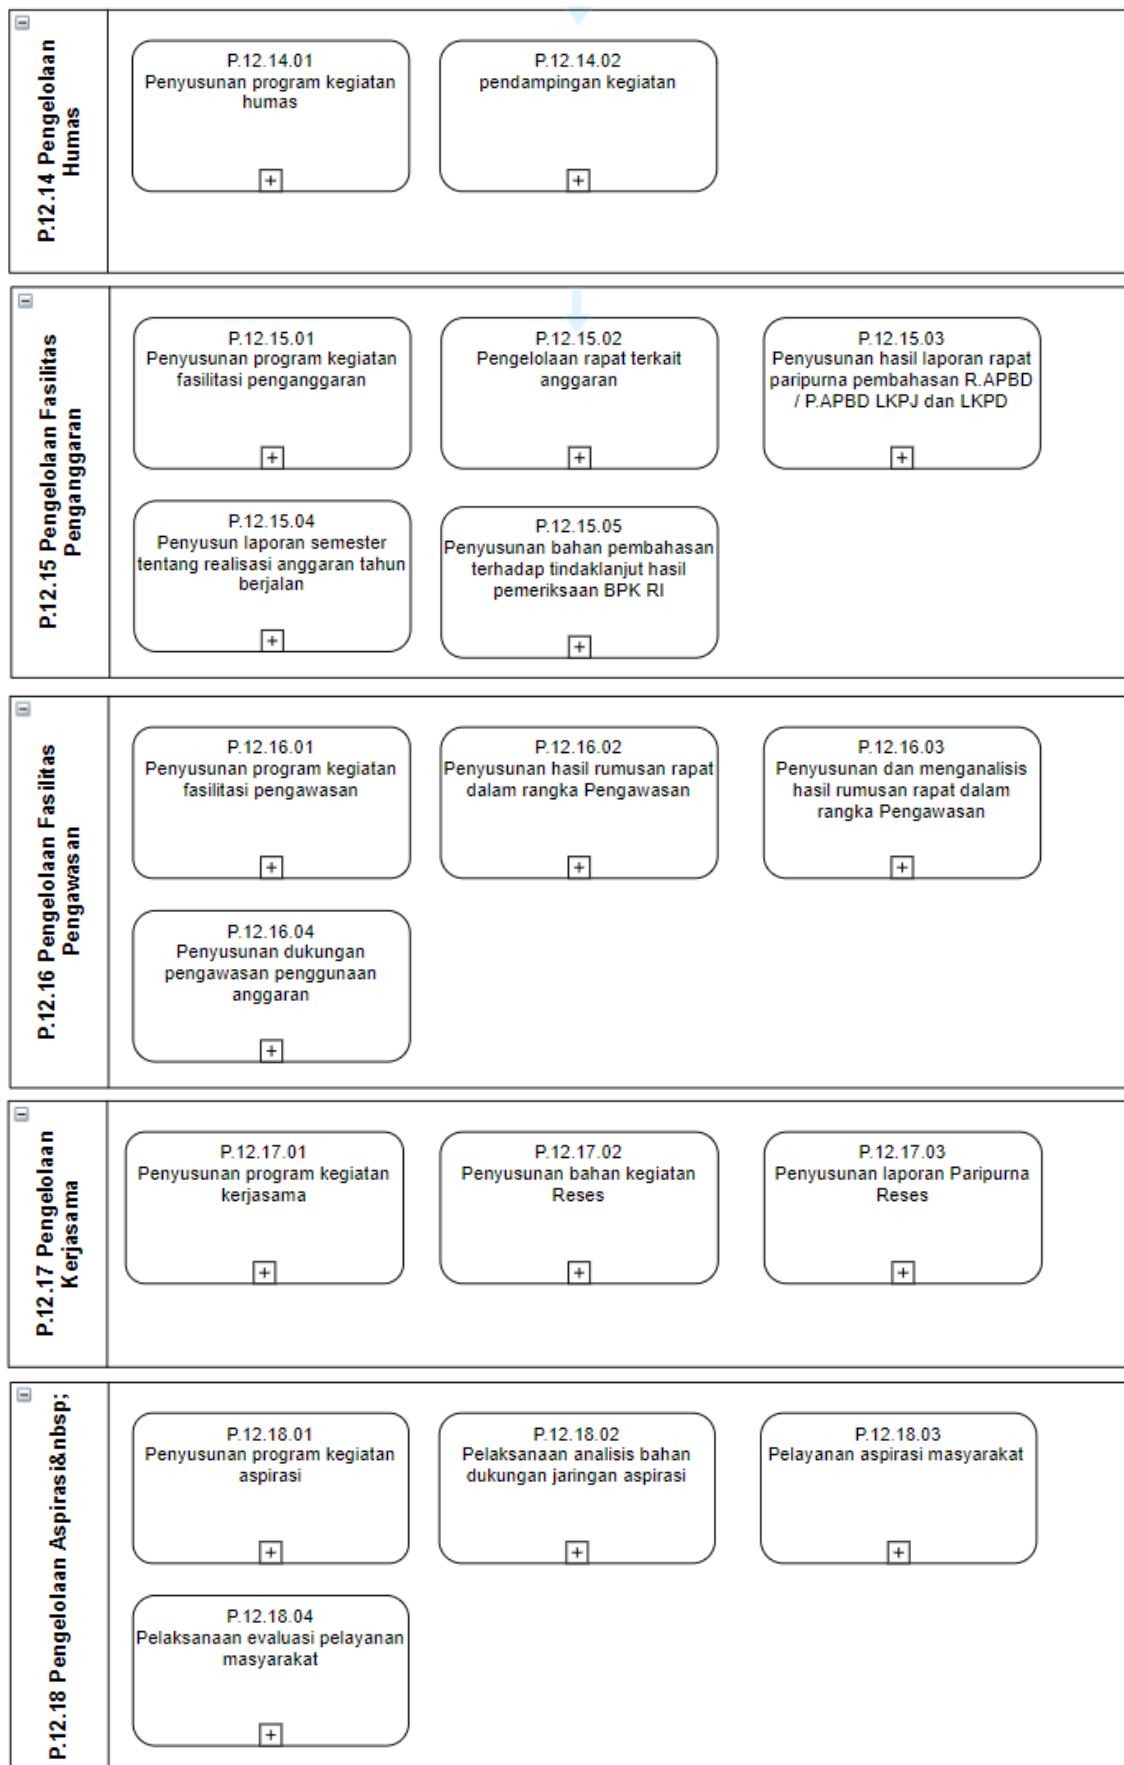 P.12.14 Pengelolaan
Humas
P.12.14.01
Penyusunan program kegiatan
humas
P.12.14.02
pendampingan kegiatan
P.12.15 Pengelolaan Fasilitas
Penganggaran
P.12.15.01
Penyusunan program kegiatan
fasilitasi penganggaran
P.12.15.02
Pengelolaan rapat terkait
anggaran
P.12.15.03
Penyusunan hasil laporan rapat
paripurna pembahasan R.APBD
/ P.APBD LKPJ dan LKPD
P.12.15.04
Penyusun laporan semester
tentang realisasi anggaran tahun
berjalan
P.12.15.05
Penyusunan bahan pembahasan
terhadap tindaklanjut hasil
pemeriksaan BPK RI
P.12.16 Pengelolaan Fasilitas
Pengawasan
P.12.16.01
Penyusunan program kegiatan
fasilitasi pengawasan
P.12.16.02
Penyusunan hasil rumusan rapat
dalam rangka Pengawasan
P.12.16.03
Penyusunan dan menganalisis
hasil rumusan rapat dalam
rangka Pengawasan
P.12.16.04
Penyusunan dukungan
pengawasan penggunaan
anggaran
P.12.17 Pengelolaan
Kerjasama
P.12.17.01
Penyusunan program kegiatan
kerjasama
P.12.17.02
Penyusunan bahan kegiatan
Reses
P.12.17.03
Penyusunan laporan Paripurna
Reses
P.12.18 Pengelolaan Aspirasi&nbsp;
P.12.18.01
Penyusunan program kegiatan
aspirasi
P.12.18.02
Pelaksanaan analisis bahan
dukungan jaringan aspirasi
P.12.18.03
Pelayanan aspirasi masyarakat
P.12.18.04
Pelaksanaan evaluasi pelayanan
masyarakat